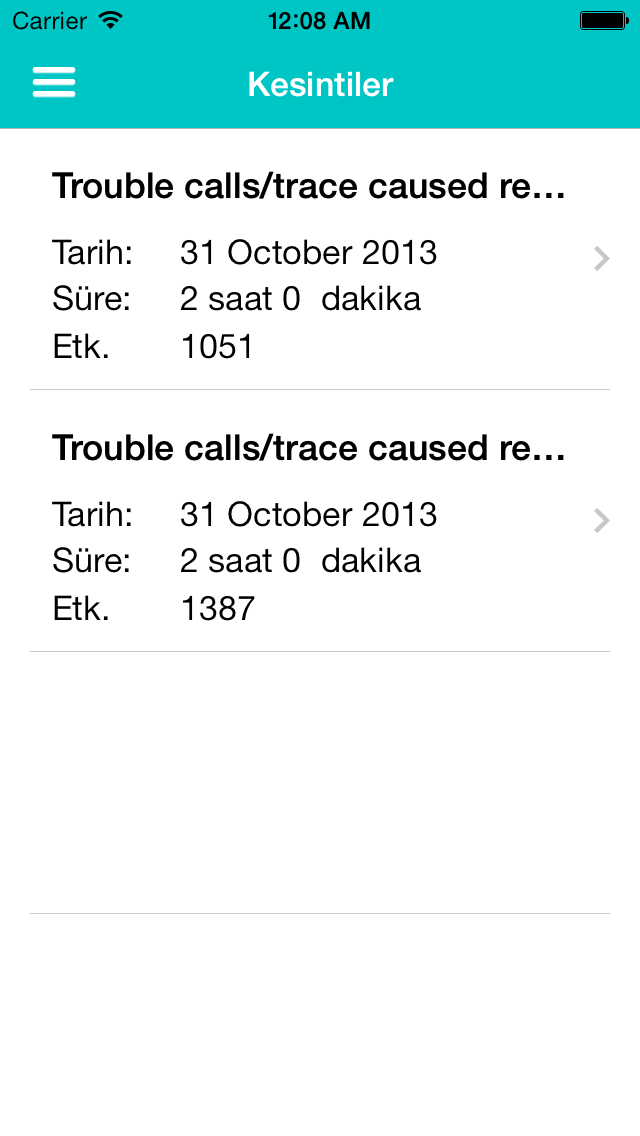 Carrier 12:08 AM
Kesintiler
Trouble calls/trace caused re...
Tarih: 31 October 2013
Süre: 2 saat 0 dakika
Etk. 1051
Trouble calls/trace caused re...
Tarih: 31 October 2013
Süre: 2 saat 0 dakika
Etk. 1387